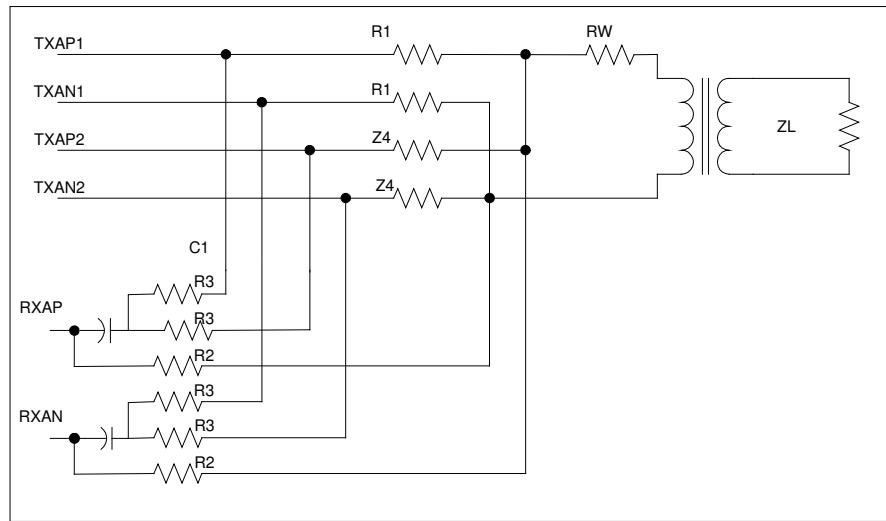 TXAP1
R1
RW
TXAN1
R1
TXAP2
Z4
ZL
TXAN2
Z4
C1
R3
RXAP
R3
R2
R3
RXAN
R3
R2